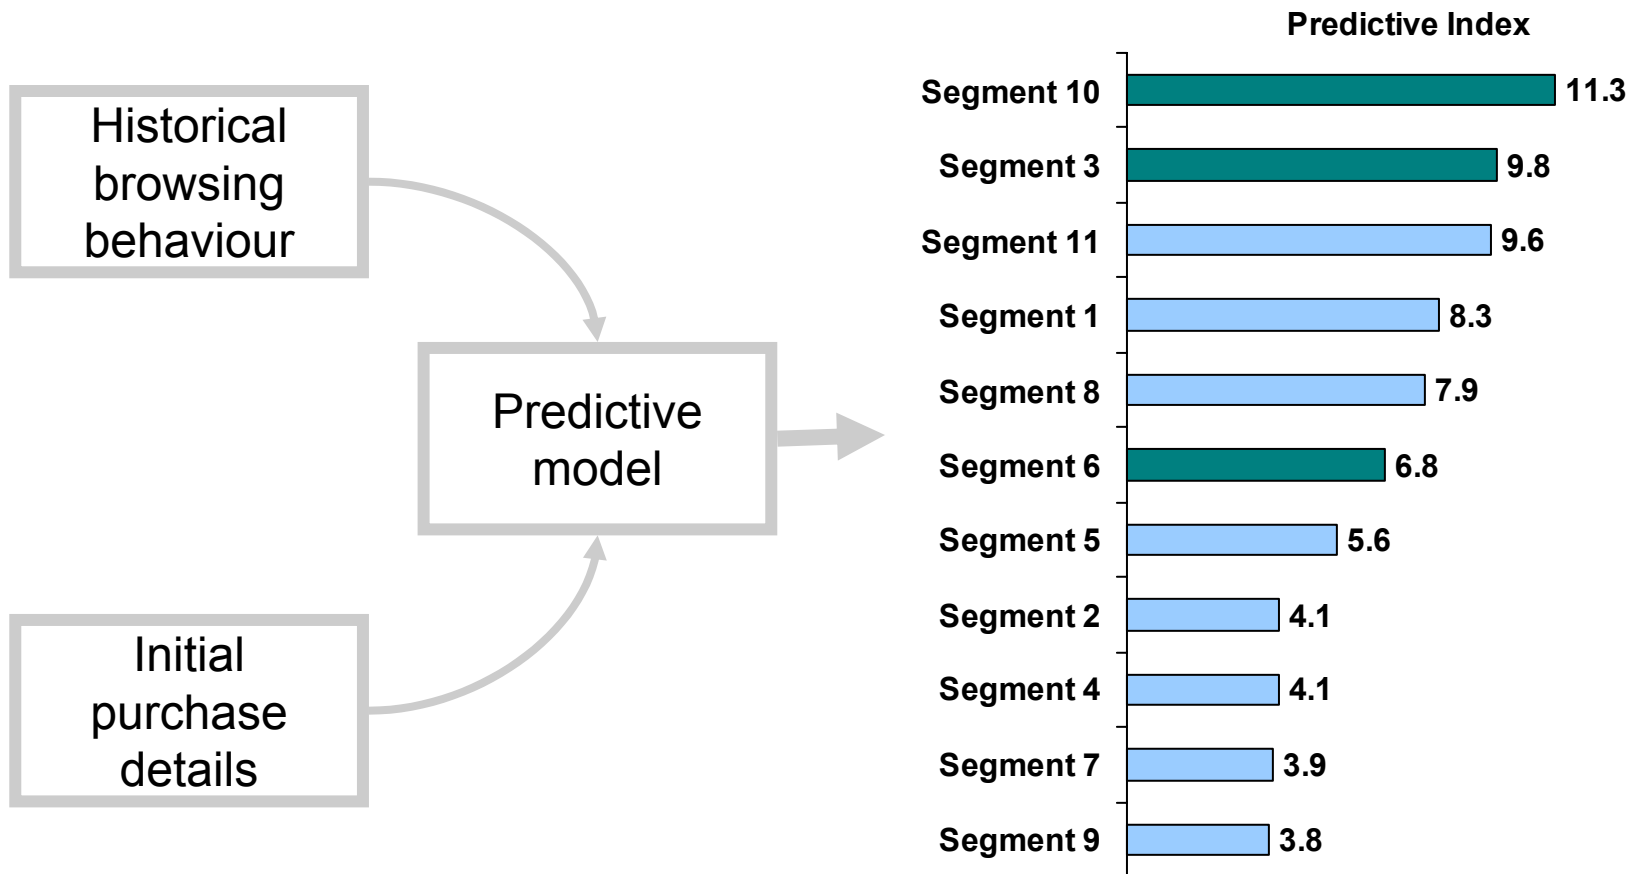 Historical
browsing
behaviour
Initial
purchase
details
Predictive
model
Predictive Index
Segment 10 11.3
Segment 3 9.8
Segment 11 9.6
Segment 1 8.3
Segment 8 7.9
Segment 6 6.8
Segment 5 5.6
Segment 2 4.1
Segment 4 4.1
Segment 7 3.9
Segment 9 3.8